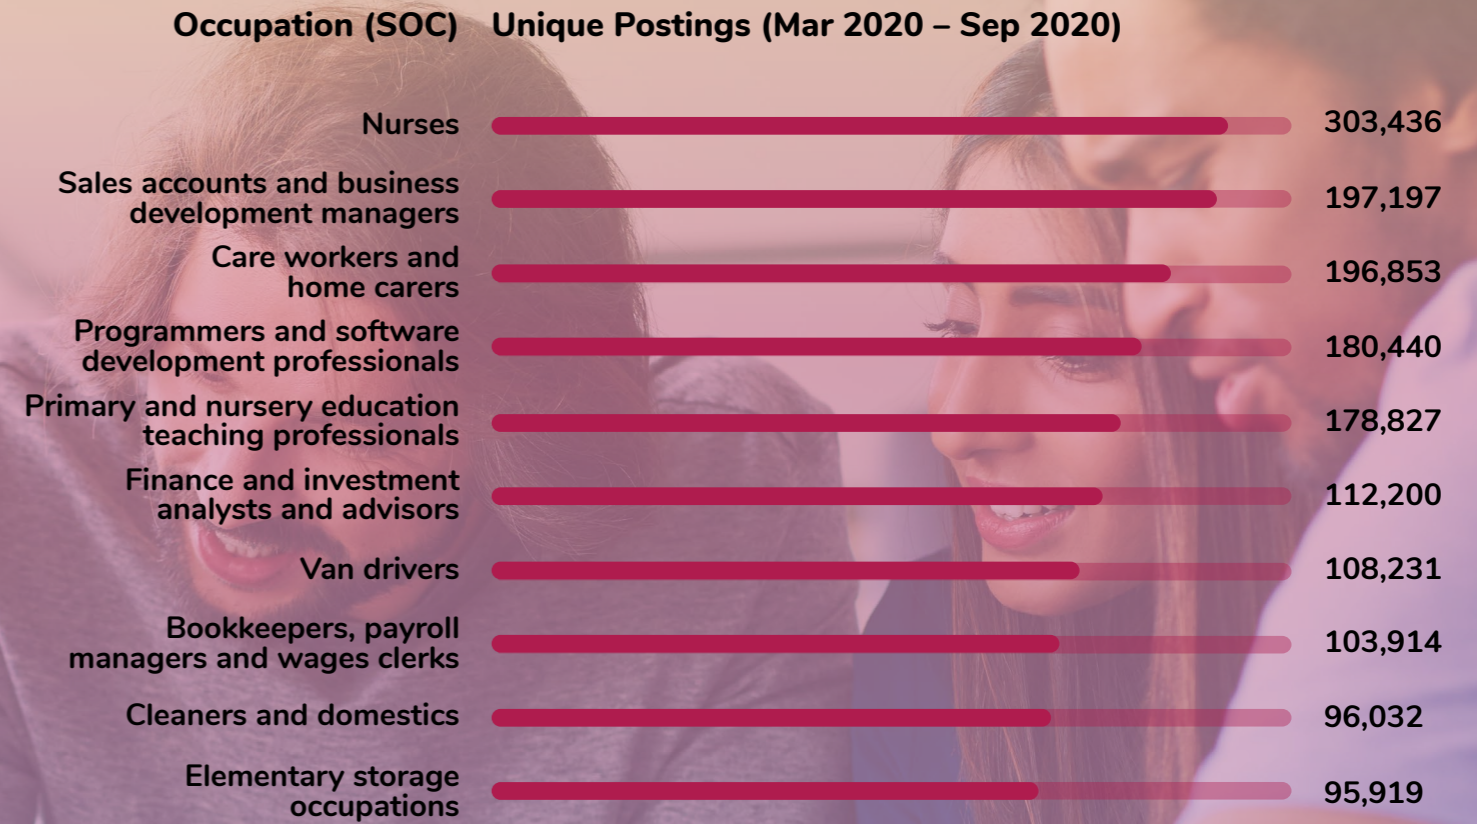 Occupation (SOC) Unique Postings (Mar 2020 – Sep 2020)
Nurses 303,436
Sales accounts and business
development managers 197,197
Care workers and
home carers 196,853
Programmers and software
development professionals 180,440
Primary and nursery education
teaching professionals 178,827
Finance and investment
analysts and advisors 112,200
Van drivers 108,231
Bookkeepers, payroll
managers and wages clerks 103,914
Cleaners and domestics 96,032
Elementary storage
occupations 95,919